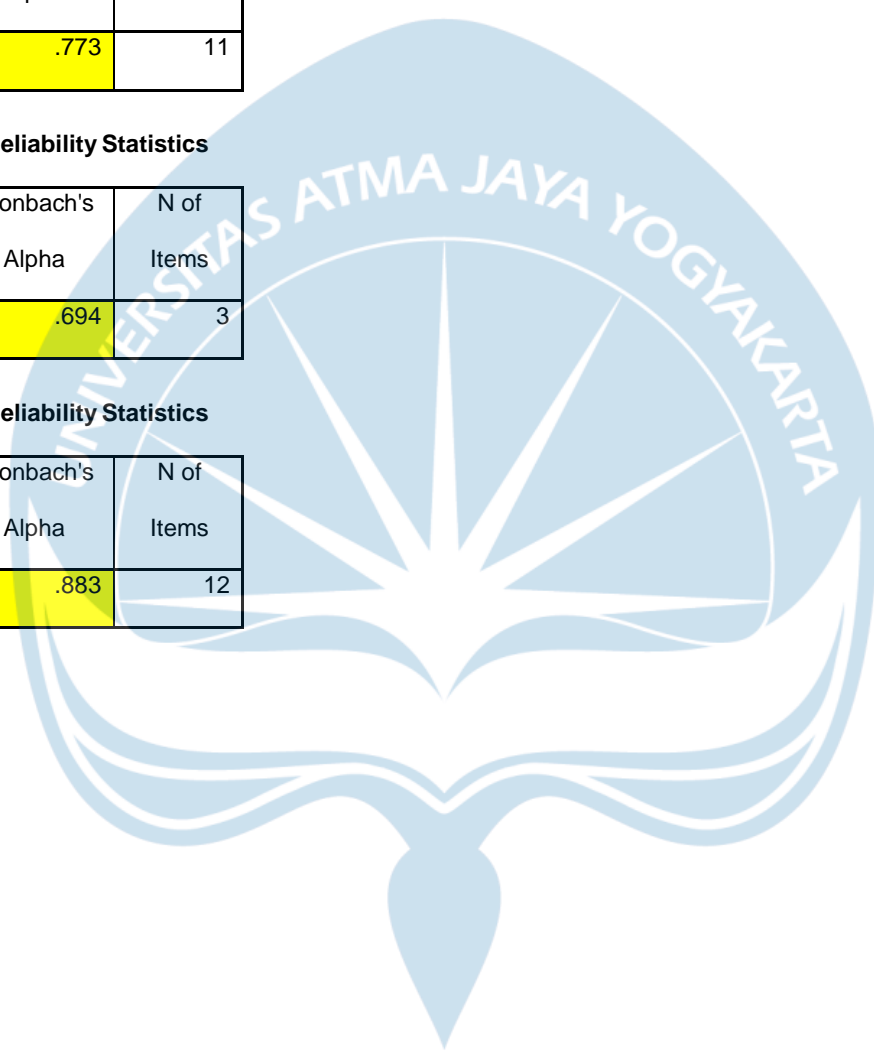 .773 11
eliability Statistics
onbach's N of
Alpha Items
.694 3
eliability Statistics
onbach's N of
Alpha Items
.883 12
UNIVERSITAS ATMA JAYA YOGYAKARTA